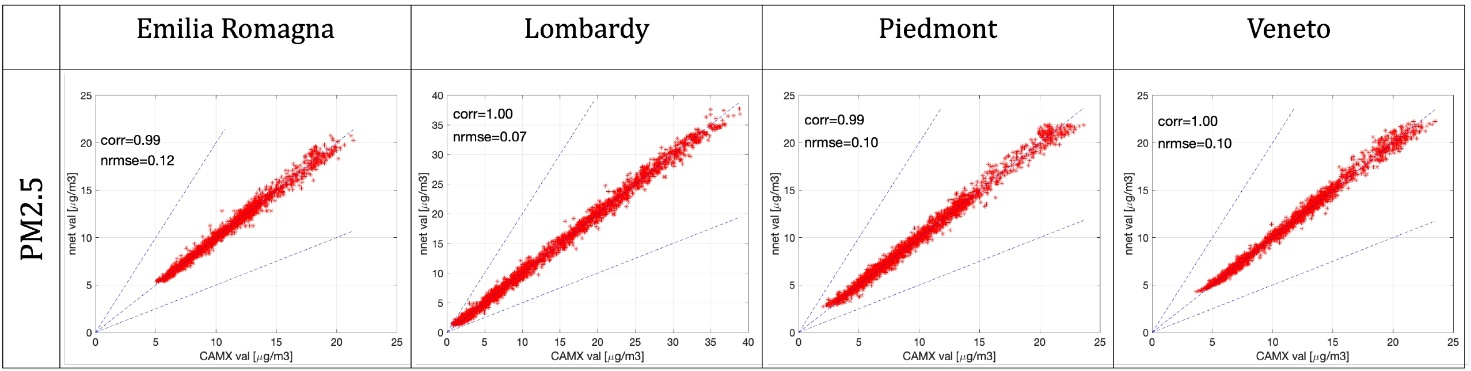 Emilia Romagna
Lombardy
Piedmont
Veneto
PM2.5
corr=0.99
nrmse=0.12
nnet val [μg/m3]
25
20
15
10
5
0
0 5 10 15 20 25
CAMX val [μg/m3]
corr=1.00
nrmse=0.07
nnet val [μg/m3]
40
35
30
25
20
15
10
5
0
0 5 10 15 20 25 30 35 40
CAMX val [μg/m3]
corr=0.99
nrmse=0.10
nnet val [μg/m3]
25
20
15
10
5
0
0 5 10 15 20 25
CAMX val [μg/m3]
corr=1.00
nrmse=0.10
nnet val [μg/m3]
25
20
15
10
5
0
0 5 10 15 20 25
CAMX val [μg/m3]